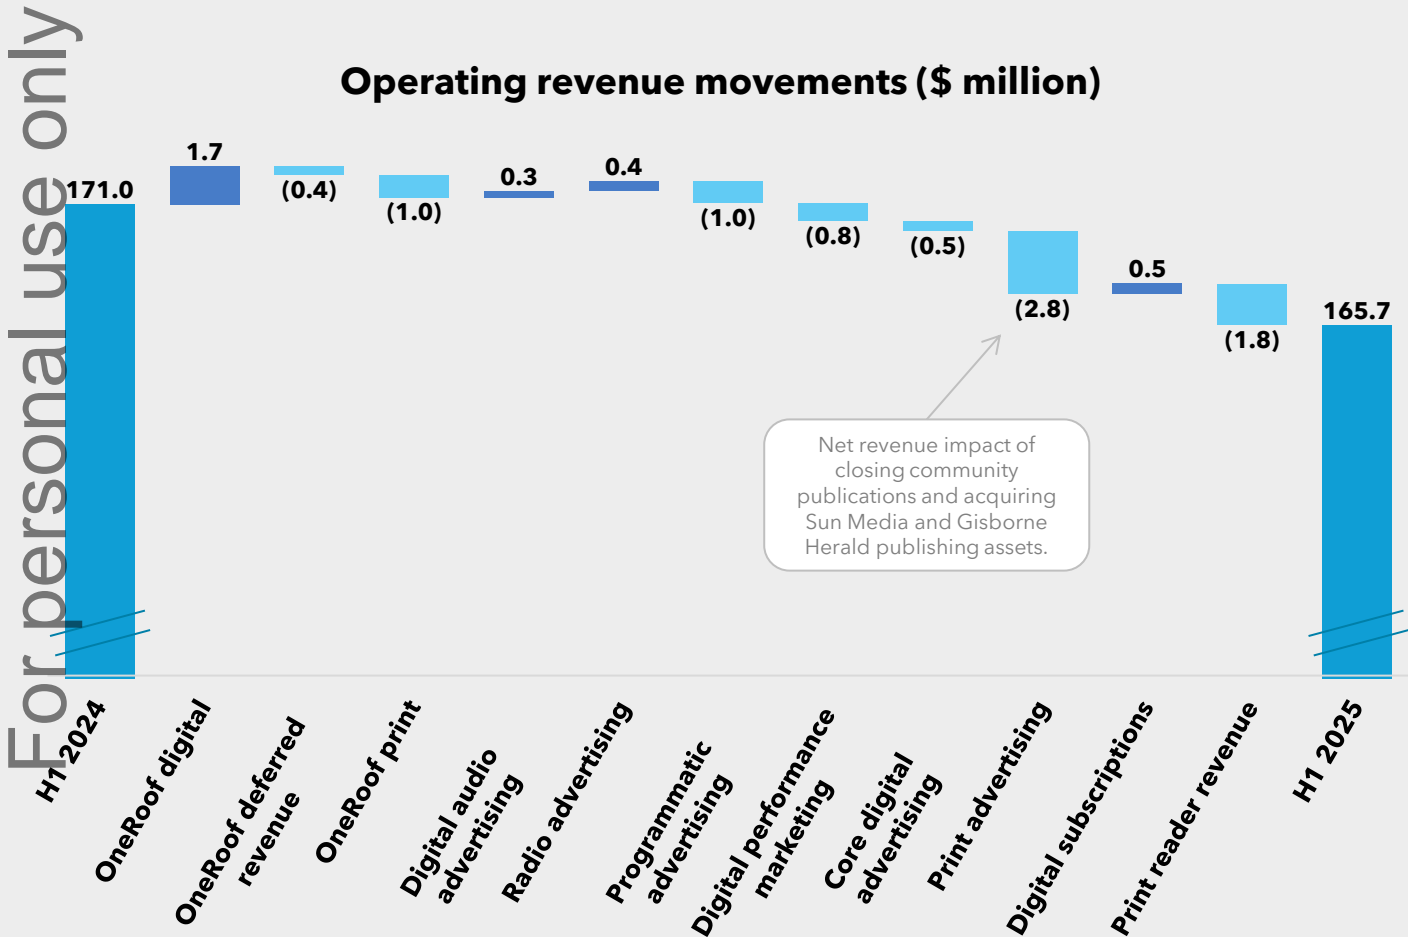 For personal use only
Operating revenue movements ($ million)
171.0
1.7
(0.4)
(1.0)
0.3
0.4
(1.0)
(0.8)
(0.5)
(2.8)
0.5
(1.8)
165.7
Net revenue impact of
closing community
publications and acquiring
Sun Media and Gisborne
Herald publishing assets.
H1 2024
OneRoof digital
OneRoof deferred
revenue
OneRoof print
Digital audio
advertising
Radio advertising
Programmatic
advertising
Digital performance
marketing
Core digital
advertising
Print advertising
Digital subscriptions
Print reader revenue
H1 2025